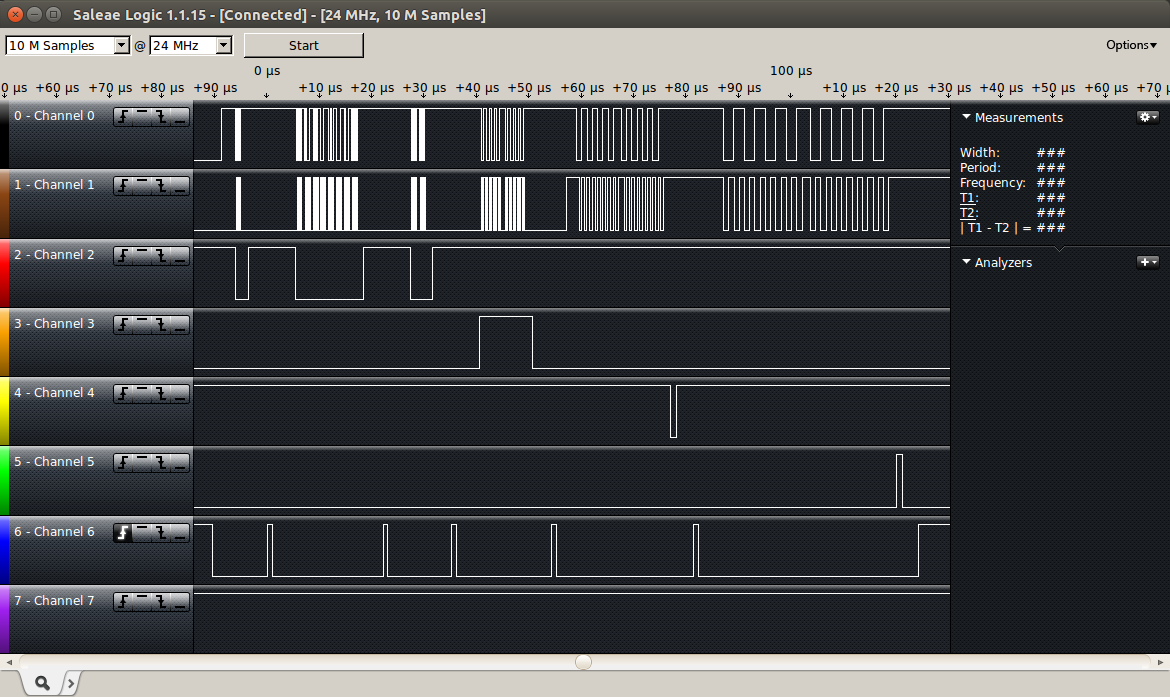 Saleae Logic 1.1.15 - [Connected] - [24 MHz, 10 M Samples]
10 M Samples @ 24 MHz Start Options
0 µs 100 µs
0 µs +60 µs +70 µs +80 µs +90 µs +10 µs +20 µs +30 µs +40 µs +50 µs +60 µs +70 µs +80 µs +90 µs +10 µs +20 µs +30 µs +40 µs +50 µs +60 µs +70
0 - Channel 0
1 - Channel 1
2 - Channel 2
3 - Channel 3
4 - Channel 4
5 - Channel 5
6 - Channel 6
7 - Channel 7
Measurements
Width: ###
Period: ###
Frequency: ###
T1: ###
T2: ###
| T1 - T2 | = ###
Analyzers